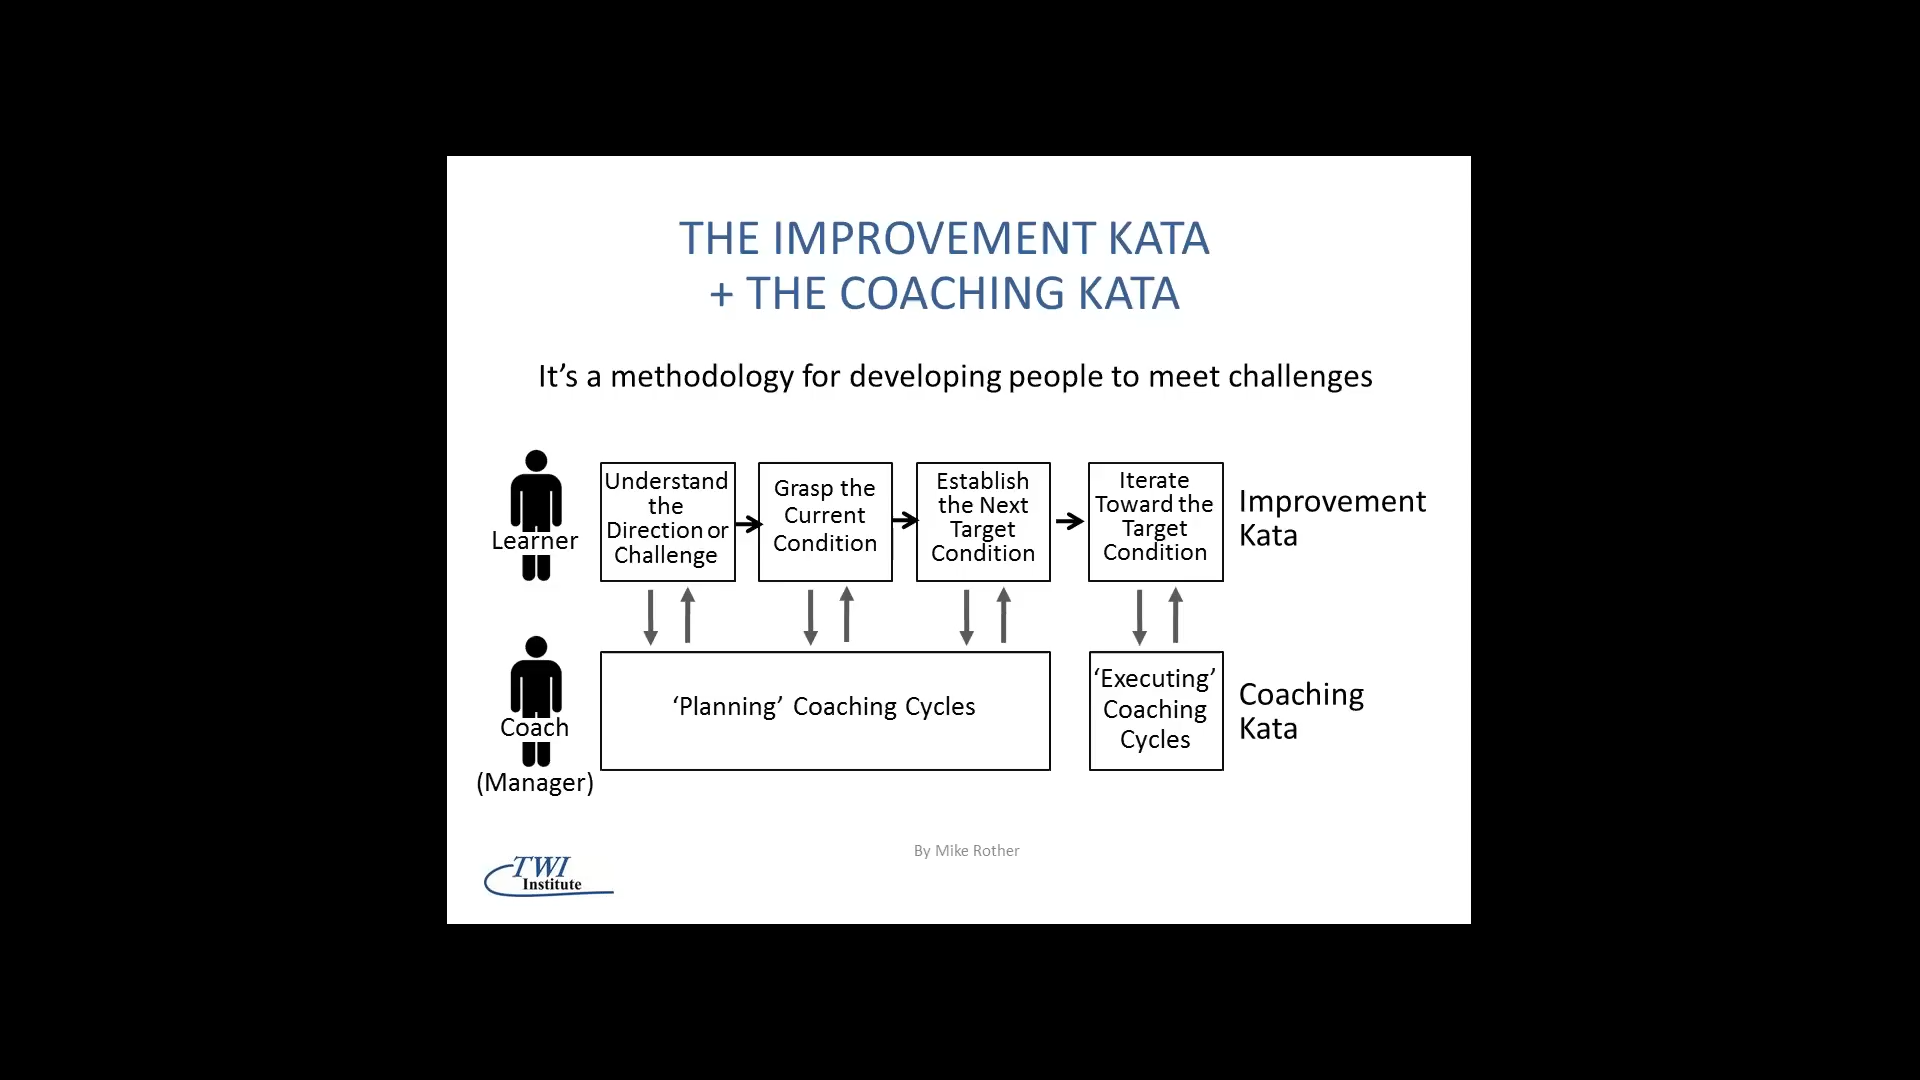 THE IMPROVEMENT KATA
+ THE COACHING KATA
It’s a methodology for developing people to meet challenges
Learner
Understand
the
Direction or
Challenge
Grasp the
Current
Condition
Establish
the Next
Target
Condition
Iterate
Toward the
Target
Condition
Improvement
Kata
Coach
(Manager)
‘Planning’ Coaching Cycles
‘Executing’
Coaching
Cycles
Coaching
Kata
By Mike Rother
TWI
Institute